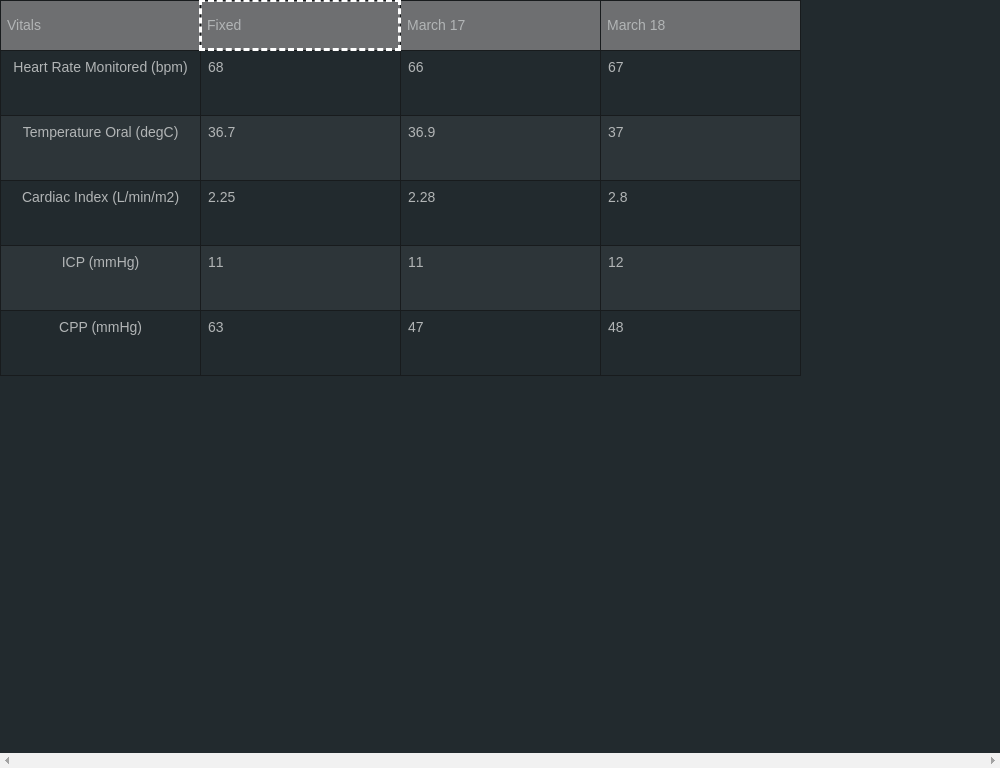 Vitals Fixed March 17 March 18
Heart Rate Monitored (bpm) 68 66 67
Temperature Oral (degC) 36.7 36.9 37
Cardiac Index (L/min/m2) 2.25 2.28 2.8
ICP (mmHg) 11 11 12
CPP (mmHg) 63 47 48